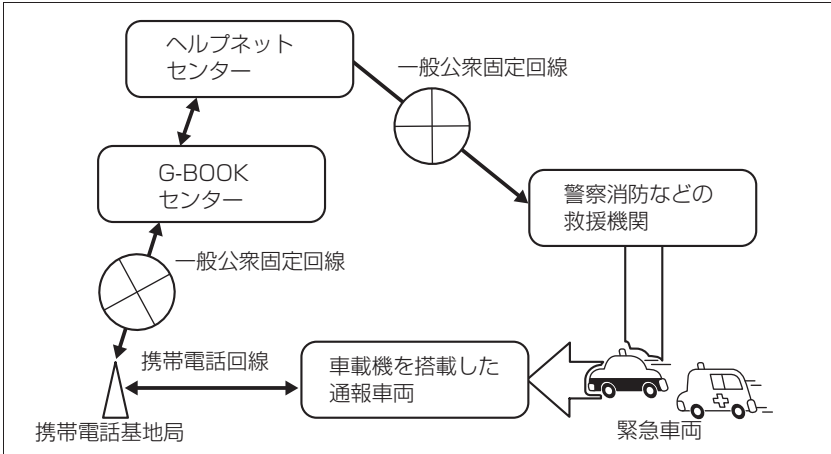 ヘルプネット
センター
一般公衆固定回線
G-BOOK
センター
警察消防などの
救援機関
一般公衆固定回線
携帯電話回線
車載機を搭載した
通報車両
携帯電話基地局
緊急車両